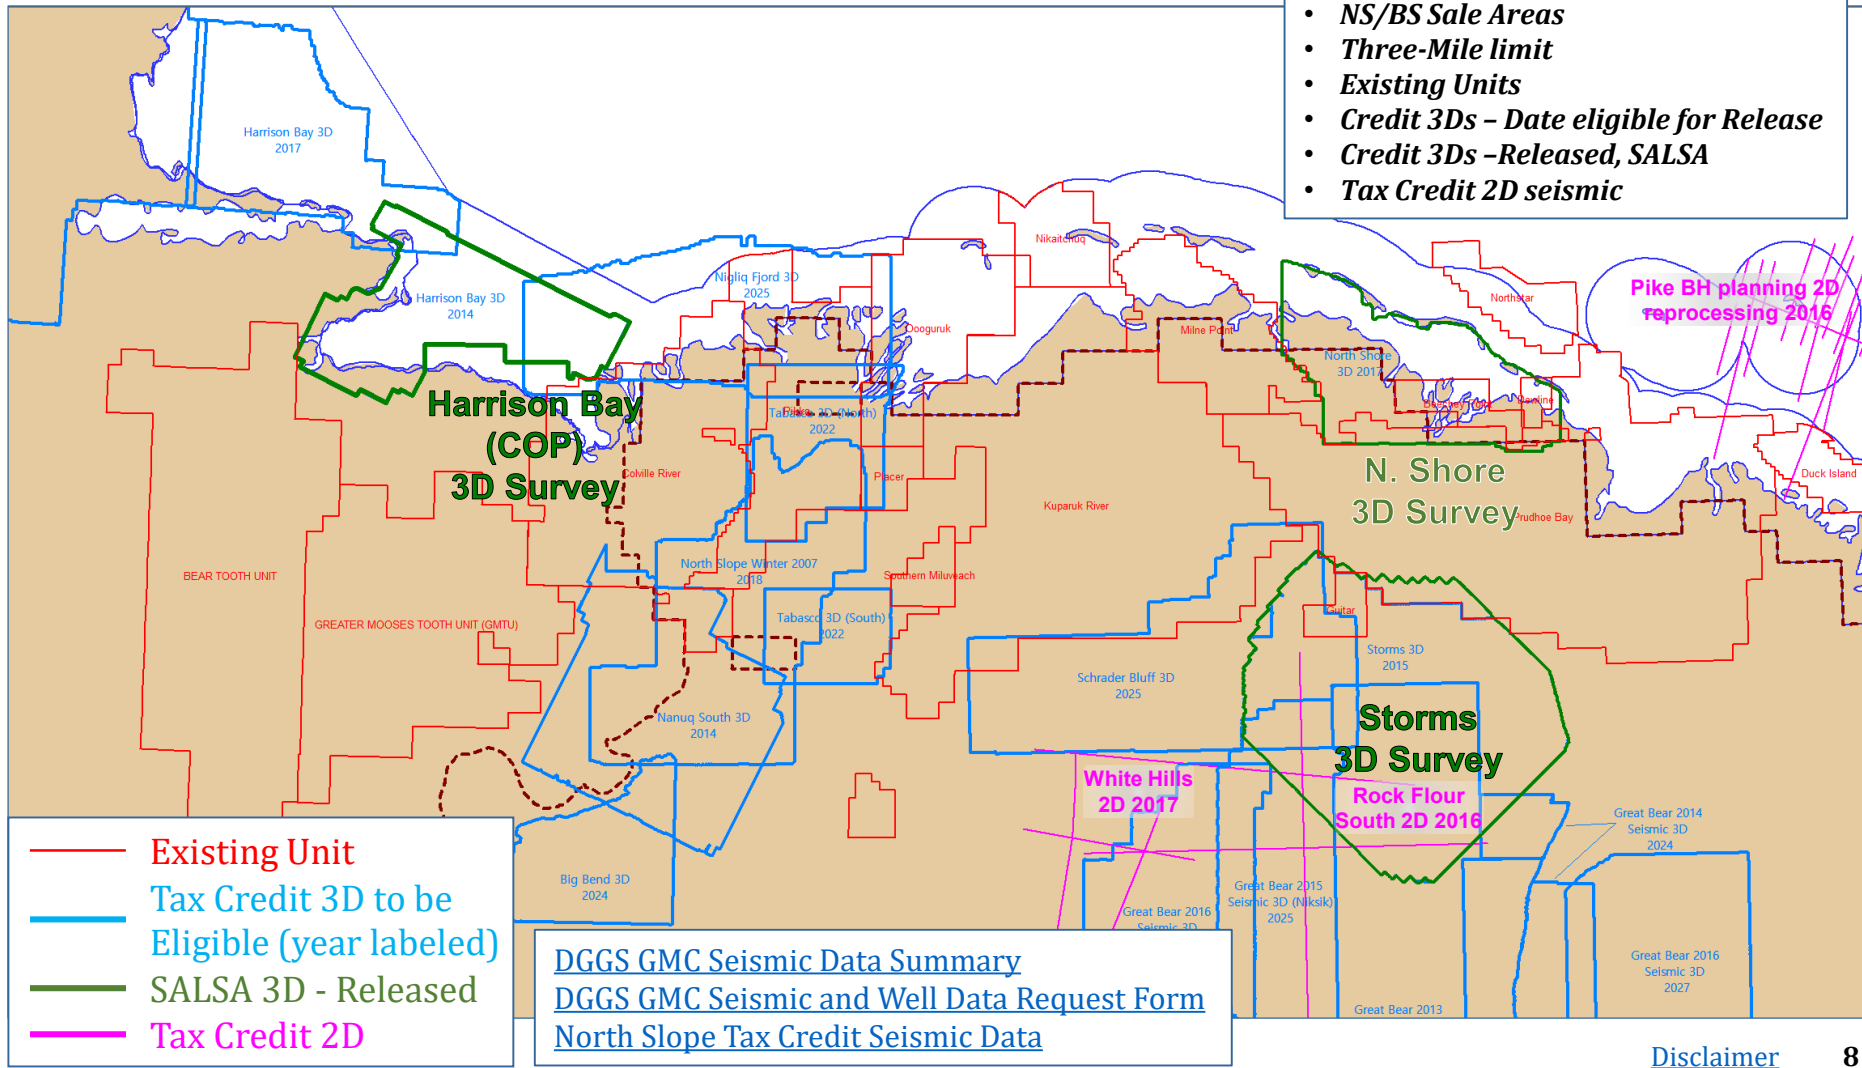 • NS/BS Sale Areas
• Three-Mile limit
• Existing Units
• Credit 3Ds – Date eligible for Release
• Credit 3Ds –Released, SALSA
• Tax Credit 2D seismic
Harrison Bay 3D
2017
Nikaitchuq
Nigliq Fjord 3D
2025
Harrison Bay 3D
2014
Northstar
Pike BH planning 2D
reprocessing 2016
Oooguruk
Milne Point
North Shore
3D 2017
Harrison Bay
(COP)
3D Survey
Pikka
Tabasco 3D (North)
2022
Beechey Point
Dewline
Colville River
Placer
Duck Island
N. Shore
3D Survey
Kuparuk River
Prudhoe Bay
North Slope Winter 2007
2018
BEAR TOOTH UNIT
Southern Miluveach
GREATER MOOSES TOOTH UNIT (GMTU)
Tabasco 3D (South)
2022
Guitar
Storms 3D
2015
Schrader Bluff 3D
2025
Nanuq South 3D
2014
Storms
3D Survey
White Hills
2D 2017
Rock Flour
South 2D 2016
Great Bear 2014
Seismic 3D
2024
Big Bend 3D
2024
Great Bear 2015
Seismic 3D (Niksik)
2025
Great Bear 2016
Seismic 3D
Great Bear 2016
Seismic 3D
2027
Great Bear 2013
Existing Unit
Tax Credit 3D to be
Eligible (year labeled)
SALSA 3D - Released
Tax Credit 2D
DGGS GMC Seismic Data Summary
DGGS GMC Seismic and Well Data Request Form
North Slope Tax Credit Seismic Data
Disclaimer
8